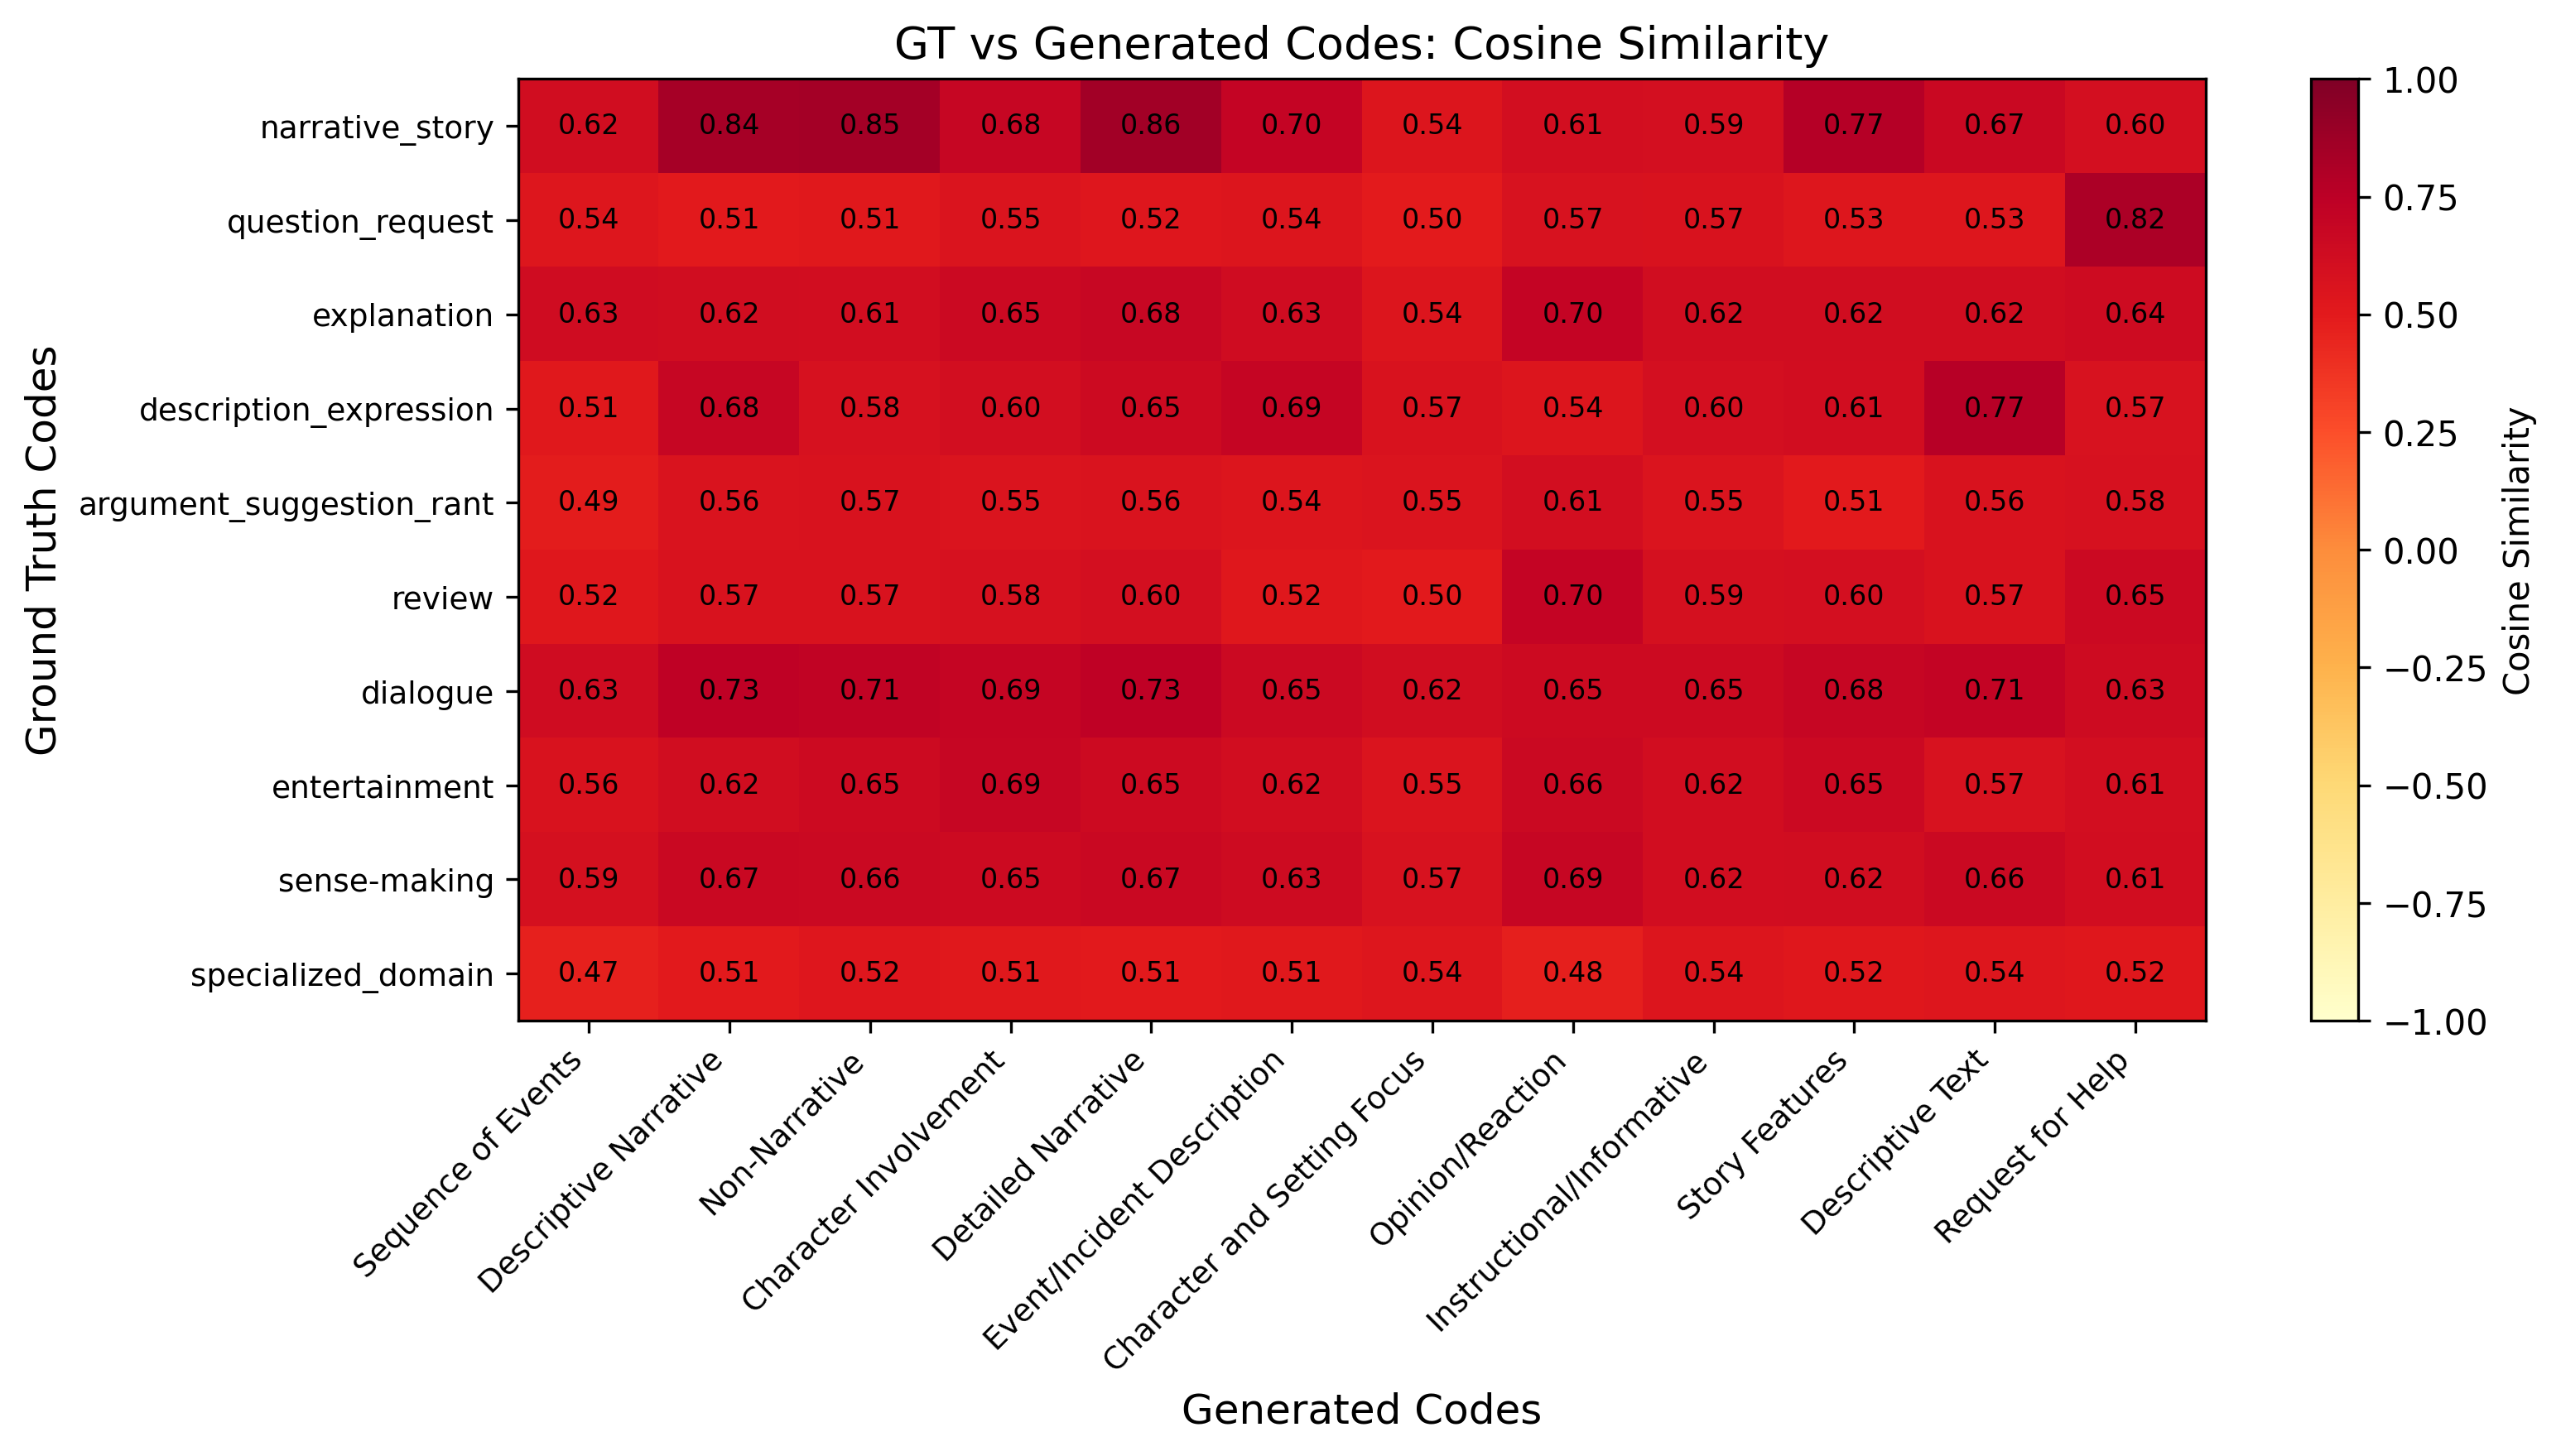 GT vs Generated Codes: Cosine Similarity
Ground Truth Codes
narrative_story 0.62 0.84 0.85 0.68 0.86 0.70 0.54 0.61 0.59 0.77 0.67 0.60
question_request 0.54 0.51 0.51 0.55 0.52 0.54 0.50 0.57 0.57 0.53 0.53 0.82
explanation 0.63 0.62 0.61 0.65 0.68 0.63 0.54 0.70 0.62 0.62 0.62 0.64
description_expression 0.51 0.68 0.58 0.60 0.65 0.69 0.57 0.54 0.60 0.61 0.77 0.57
argument_suggestion_rant 0.49 0.56 0.57 0.55 0.56 0.54 0.55 0.61 0.55 0.51 0.56 0.58
review 0.52 0.57 0.57 0.58 0.60 0.52 0.50 0.70 0.59 0.60 0.57 0.65
dialogue 0.63 0.73 0.71 0.69 0.73 0.65 0.62 0.65 0.65 0.68 0.71 0.63
entertainment 0.56 0.62 0.65 0.69 0.65 0.62 0.55 0.66 0.62 0.65 0.57 0.61
sense-making 0.59 0.67 0.66 0.65 0.67 0.63 0.57 0.69 0.62 0.62 0.66 0.61
specialized_domain 0.47 0.51 0.52 0.51 0.51 0.51 0.54 0.48 0.54 0.52 0.54 0.52
Sequence of Events
Descriptive Narrative
Non-Narrative
Character Involvement
Detailed Narrative
Event/Incident Description
Character and Setting Focus
Opinion/Reaction
Instructional/Informative
Story Features
Descriptive Text
Request for Help
Generated Codes
1.00
0.75
0.50
0.25
0.00
−0.25
−0.50
−0.75
−1.00
Cosine Similarity